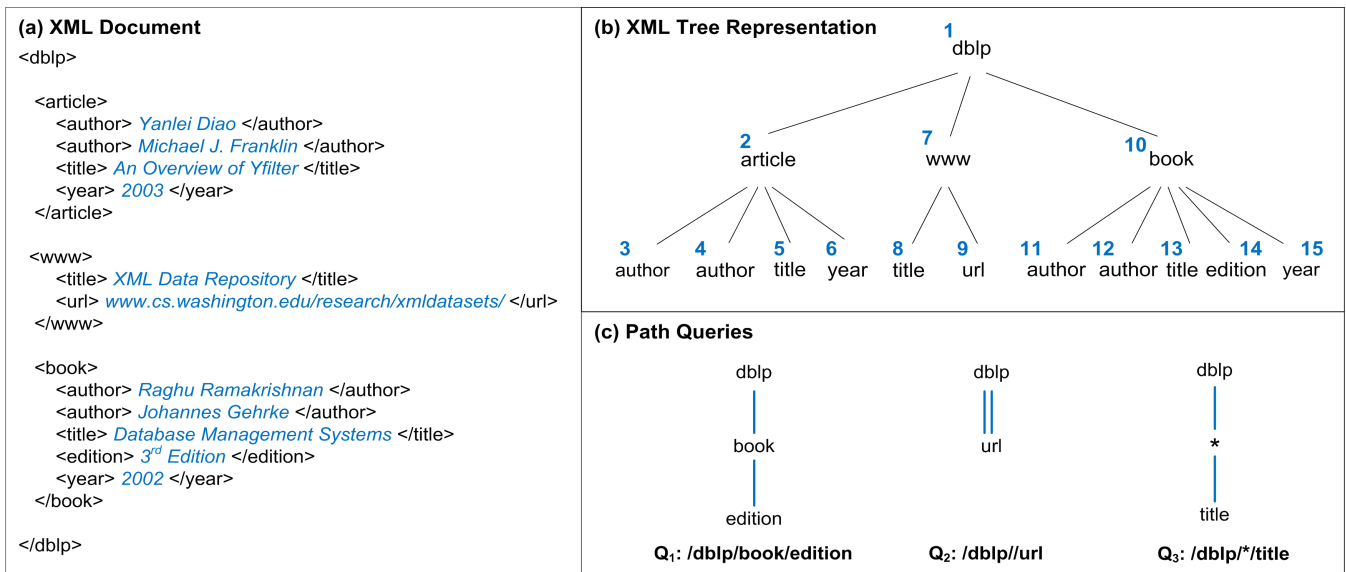 (a) XML Document
<dblp>
<article>
<author> Yanlei Diao </author>
<author> Michael J. Franklin </author>
<title> An Overview of Yfilter </title>
<year> 2003 </year>
</article>
<www>
<title> XML Data Repository </title>
<url> www.cs.washington.edu/research/xmldatasets/ </url>
</www>
<book>
<author> Raghu Ramakrishnan </author>
<author> Johannes Gehrke </author>
<title> Database Management Systems </title>
<edition> 3rd Edition </edition>
<year> 2002 </year>
</book>
</dblp>
(b) XML Tree Representation
1
dblp
2 7 10
article www book
3 4 5 6 8 9 11 12 13 14 15
author author title year title url author author title edition year
(c) Path Queries
dblp dblp dblp
book url *
edition title
Q₁: /dblp/book/edition Q₂: /dblp//url Q₃: /dblp/*/title